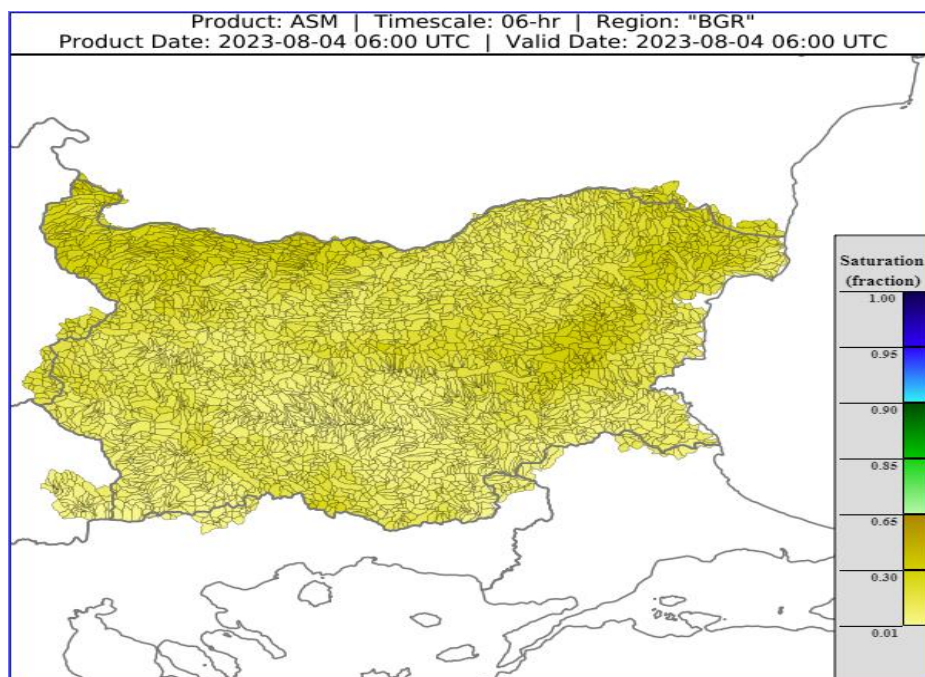 Product: ASM | Timescale: 06-hr | Region: "BGR"
Product Date: 2023-08-04 06:00 UTC | Valid Date: 2023-08-04 06:00 UTC
Saturation
(fraction)
1.00
0.95
0.90
0.85
0.65
0.30
0.01